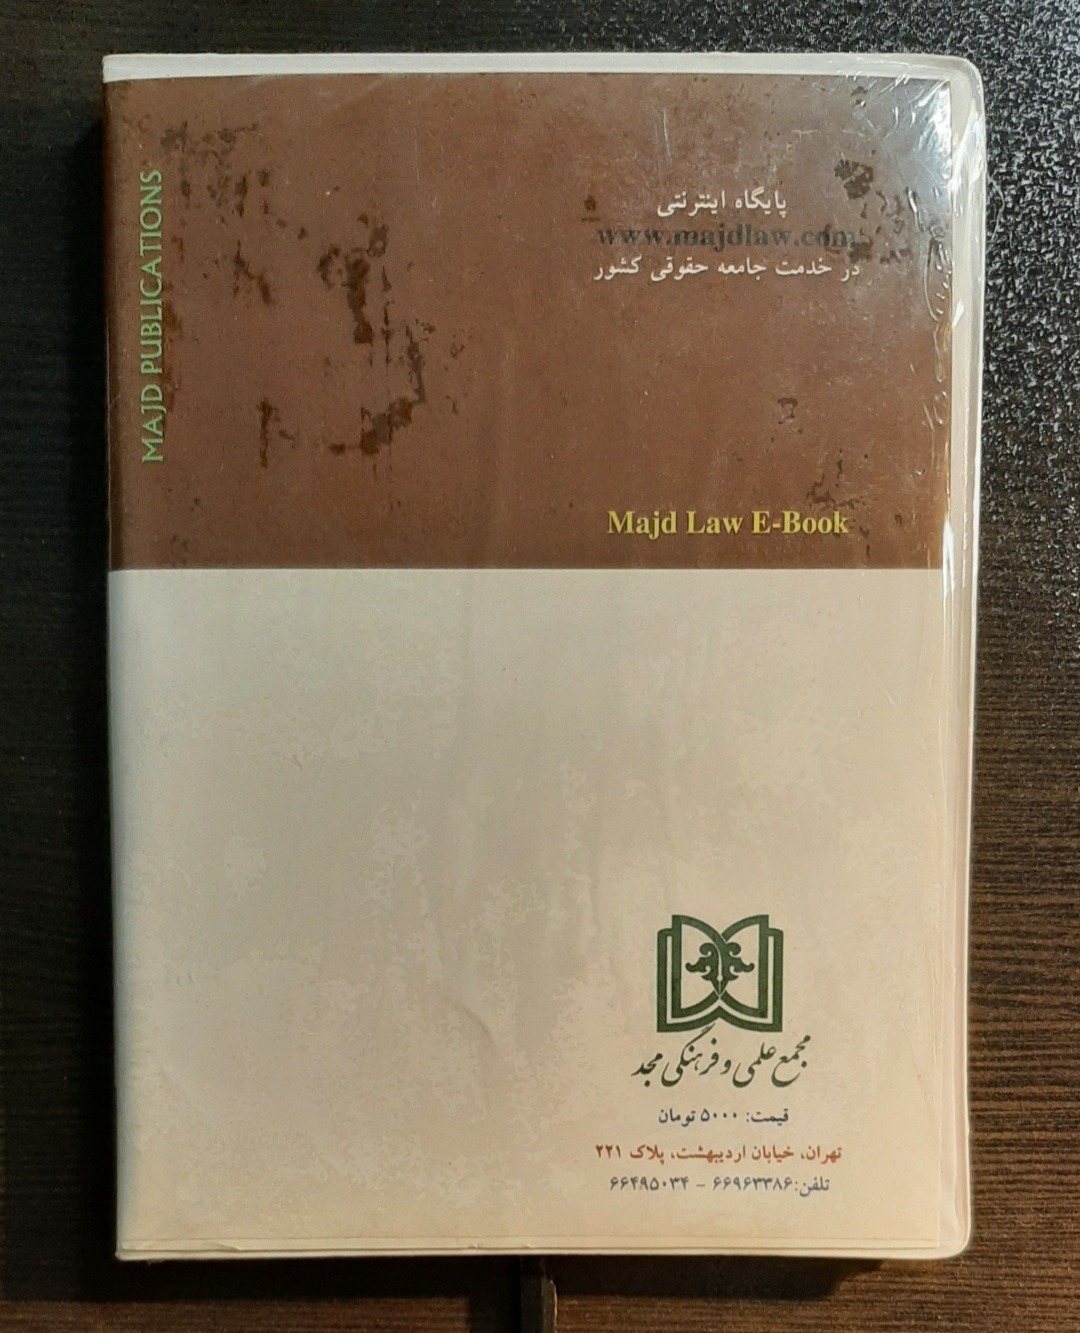 MAJD PUBLICATIONS
پایگاه اینترنتی
www.majdlaw.com
در خدمت جامعه حقوقی کشور
Majd Law E-Book
مجمع علمی و فرهنگی مجد
قیمت: ۵۰۰۰ تومان
تهران، خیابان اردیبهشت، پلاک ۲۲۱
تلفن: ۶۶۹۶۳۳۸۶ - ۶۶۴۹۵۰۳۴